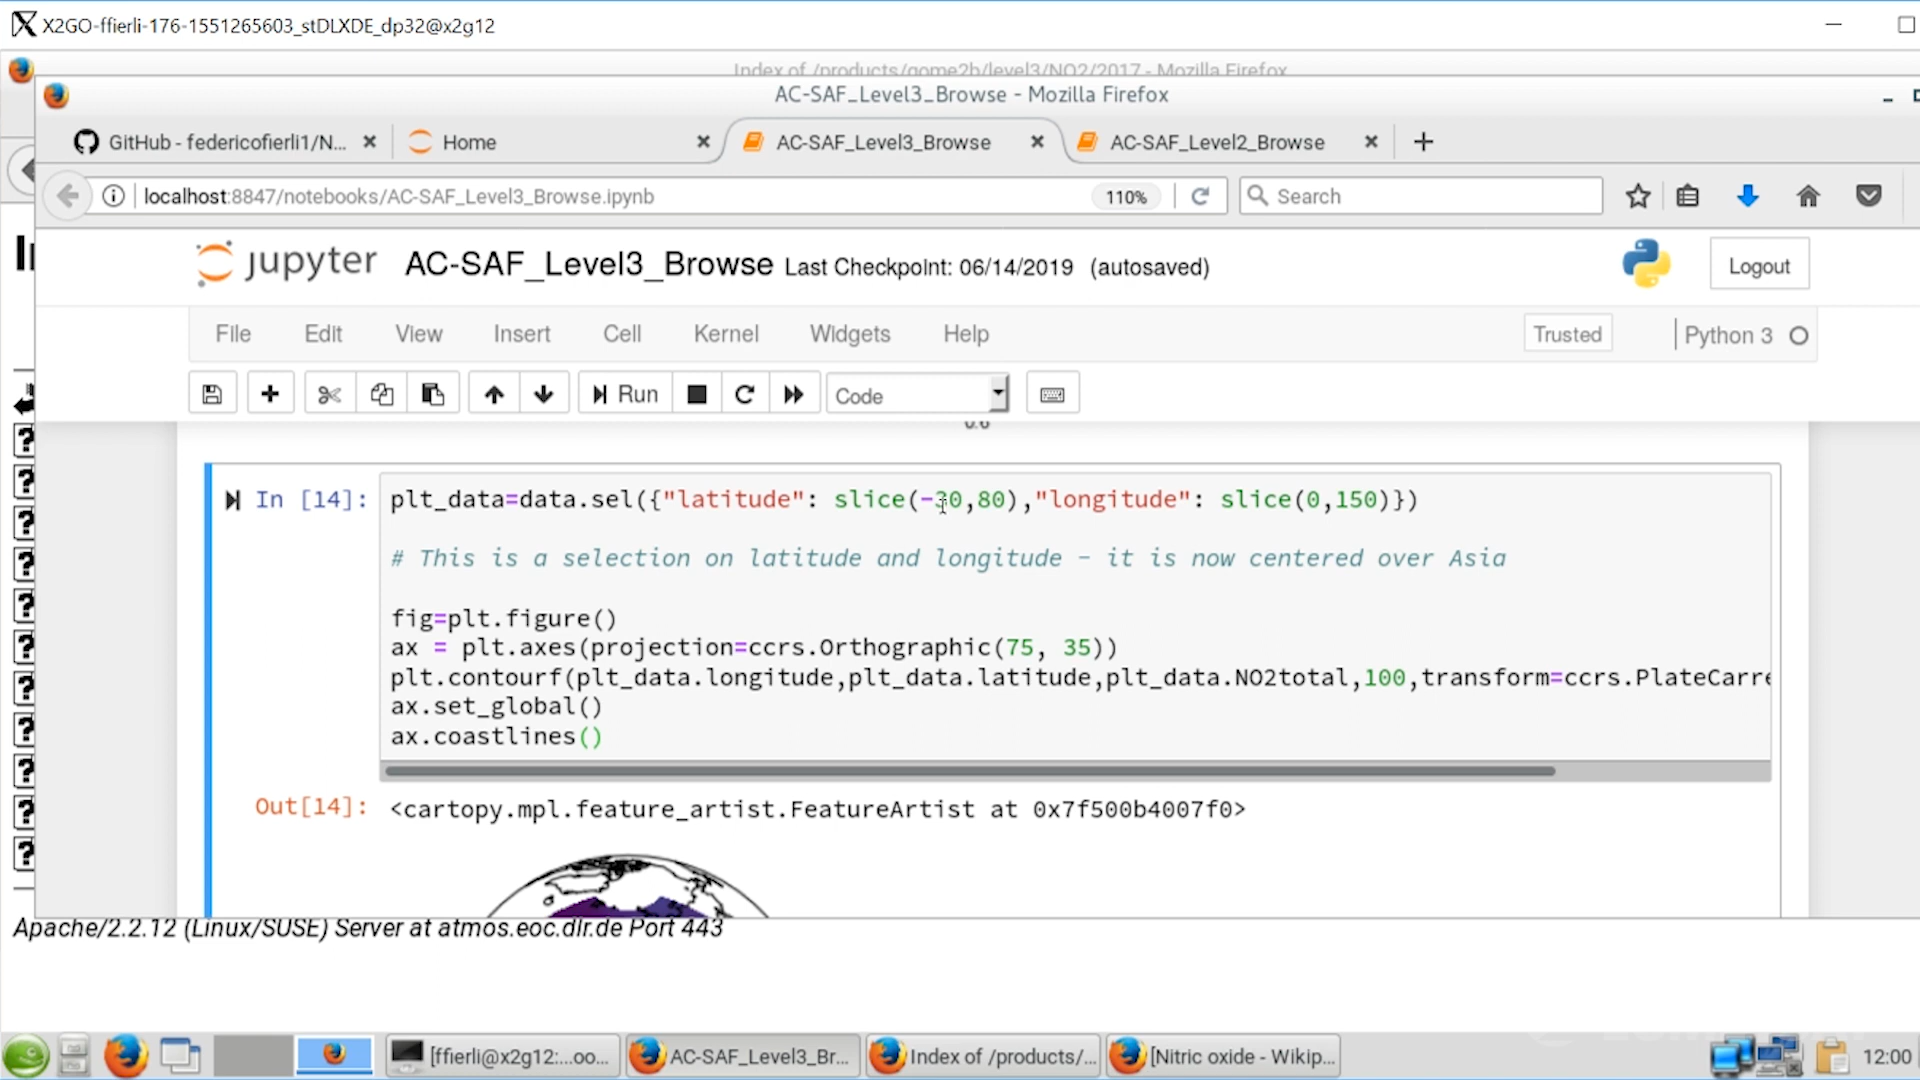 X2GO-ffierli-176-1551265603_stDLXDE_dp32@x2g12
Index of /products/gome2b/level3/NO2/2017 - Mozilla Firefox
AC-SAF_Level3_Browse - Mozilla Firefox
GitHub - federicofierli1/N... Home AC-SAF_Level3_Browse AC-SAF_Level2_Browse
localhost:8847/notebooks/AC-SAF_Level3_Browse.ipynb 110% Search
jupyter AC-SAF_Level3_Browse Last Checkpoint: 06/14/2019 (autosaved) Logout
File Edit View Insert Cell Kernel Widgets Help Trusted Python 3
Run Code
0.6
In [14]: plt_data=data.sel({"latitude": slice(-30,80),"longitude": slice(0,150)})
# This is a selection on latitude and longitude - it is now centered over Asia
fig=plt.figure()
ax = plt.axes(projection=ccrs.Orthographic(75, 35))
plt.contourf(plt_data.longitude,plt_data.latitude,plt_data.NO2total,100,transform=ccrs.PlateCarre
ax.set_global()
ax.coastlines()
Out[14]: <cartopy.mpl.feature_artist.FeatureArtist at 0x7f500b4007f0>
Apache/2.2.12 (Linux/SUSE) Server at atmos.eoc.dlr.de Port 443
[ffierli@x2g12:...oo... AC-SAF_Level3_Br... Index of /products/... [Nitric oxide - Wikip... 12:00